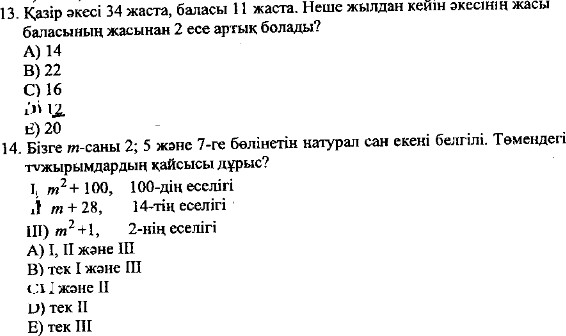 13. Қазір әкесі 34 жаста, баласы 11 жаста. Неше жылдан кейін әкесінің жасы
баласының жасынан 2 есе артық болады?
A) 14
B) 22
C) 16
D) 12
E) 20
14. Бізге m-саны 2; 5 және 7-ге бөлінетін натурал сан екені белгілі. Төмендегі
тұжырымдардың қайсысы дұрыс?
I, m² + 100, 100-дің еселігі
m + 28, 14-тің еселігі
III) m² +1, 2-нің еселігі
A) I, II және III
B) тек I және III
C) I және II
D) тек II
E) тек III